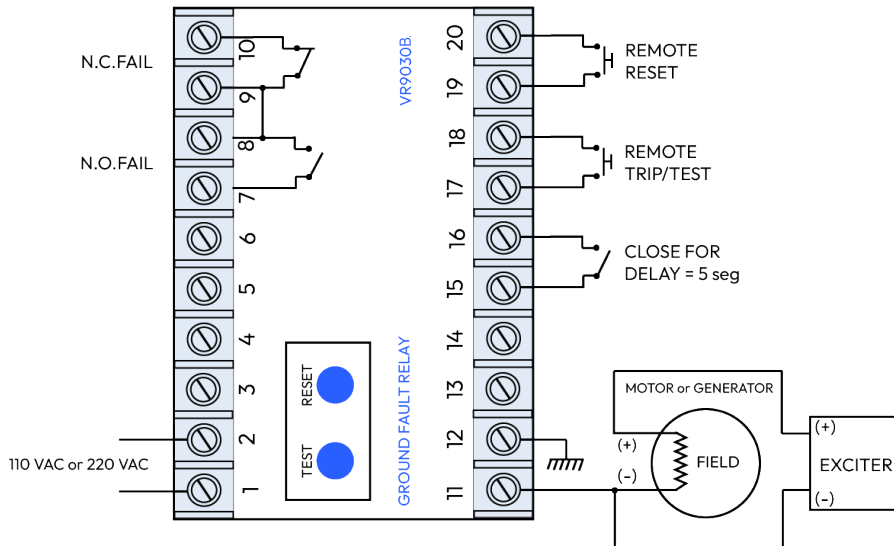 N.C.FAIL
N.O.FAIL
110 VAC or 220 VAC
10
9
8
7
6
5
4
3
2
1
RESET
TEST
VR9030B.
GROUND FAULT RELAY
20
19
18
17
16
15
14
13
12
11
REMOTE
RESET
REMOTE
TRIP/TEST
CLOSE FOR
DELAY = 5 seg
MOTOR or GENERATOR
(+)
FIELD
(-)
(+)
EXCITER
(-)